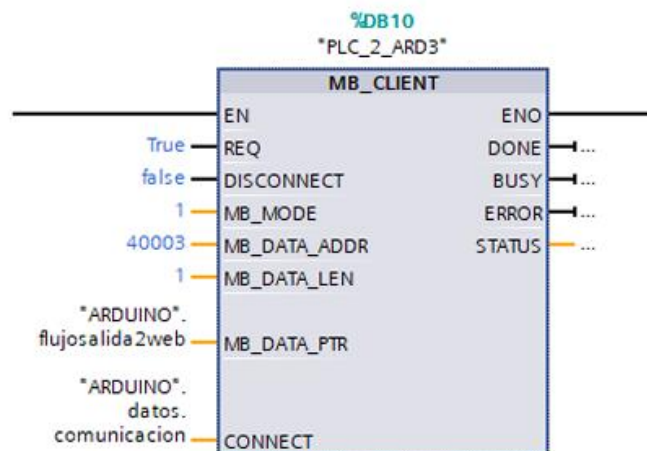 %DB10
"PLC_2_ARD3"
MB_CLIENT
EN ENO
True REQ DONE ...
false DISCONNECT BUSY ...
1 MB_MODE ERROR ...
40003 MB_DATA_ADDR STATUS ...
1 MB_DATA_LEN
"ARDUINO".
flujosalida2web MB_DATA_PTR
"ARDUINO".
datos.
comunicacion CONNECT